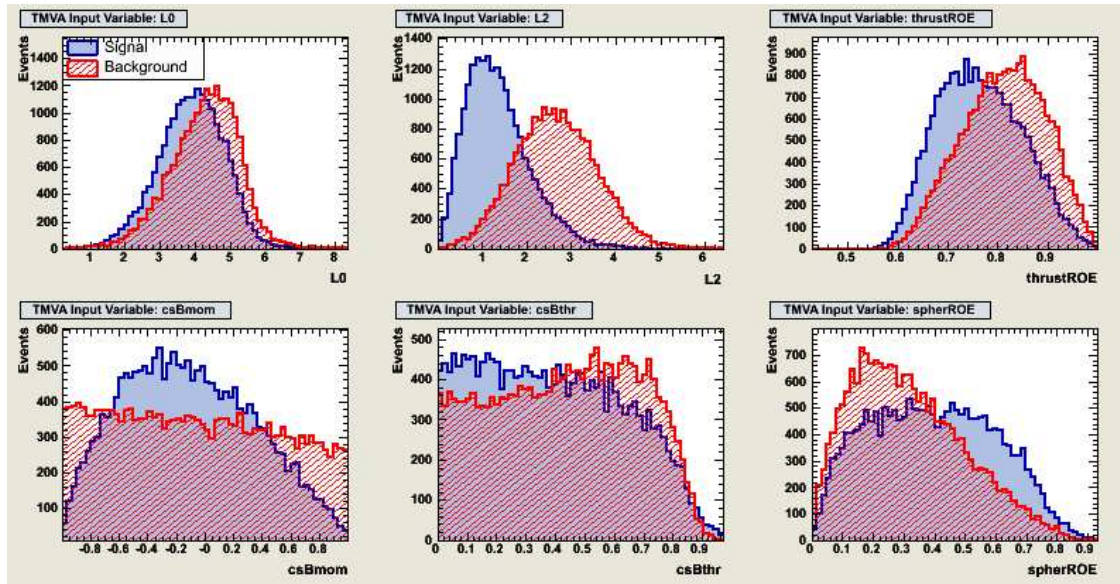 TMVA Input Variable: L0
Events
1400
1200
1000
800
600
400
200
0
Signal
Background
1 2 3 4 5 6 7 8
L0
TMVA Input Variable: L2
Events
1400
1200
1000
800
600
400
200
0
1 2 3 4 5 6
L2
TMVA Input Variable: thrustROE
Events
900
800
700
600
500
400
300
200
100
0
0.5 0.6 0.7 0.8 0.9
thrustROE
TMVA Input Variable: csBmom
Events
600
500
400
300
200
100
-0.8 -0.6 -0.4 -0.2 -0 0.2 0.4 0.6 0.8
csBmom
TMVA Input Variable: csBthr
Events
500
400
300
200
100
0
0 0.1 0.2 0.3 0.4 0.5 0.6 0.7 0.8 0.9
csBthr
TMVA Input Variable: spherROE
Events
700
600
500
400
300
200
100
0
0 0.1 0.2 0.3 0.4 0.5 0.6 0.7 0.8 0.9
spherROE